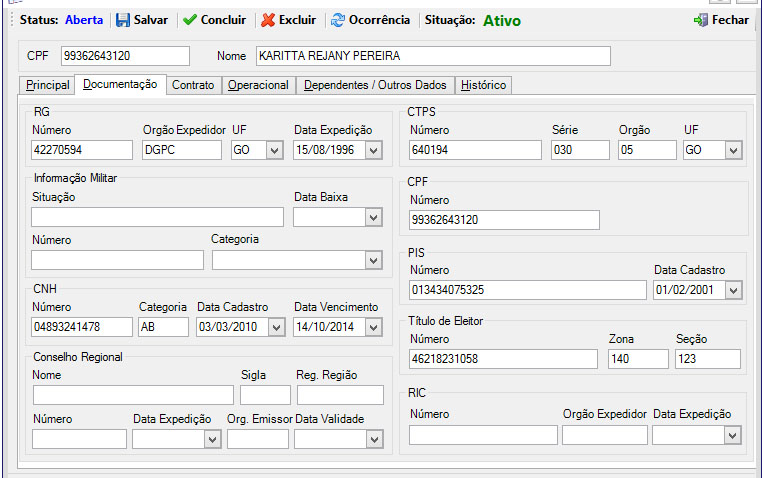 Status: Aberta Salvar Concluir Excluir Ocorrência Situação: Ativo Fechar
CPF 99362643120 Nome KARITTA REJANY PEREIRA
Principal Documentação Contrato Operacional Dependentes / Outros Dados Histórico
RG
Número Orgão Expedidor UF Data Expedição
42270594 DGPC GO 15/08/1996
Informação Militar
Situação Data Baixa
Número Categoria
CNH
Número Categoria Data Cadastro Data Vencimento
04893241478 AB 03/03/2010 14/10/2014
Conselho Regional
Nome Sigla Reg. Região
Número Data Expedição Org. Emissor Data Validade
CTPS
Número Série Orgão UF
640194 030 05 GO
CPF
Número
99362643120
PIS
Número Data Cadastro
013434075325 01/02/2001
Título de Eleitor
Número Zona Seção
46218231058 140 123
RIC
Número Orgão Expedidor Data Expedição